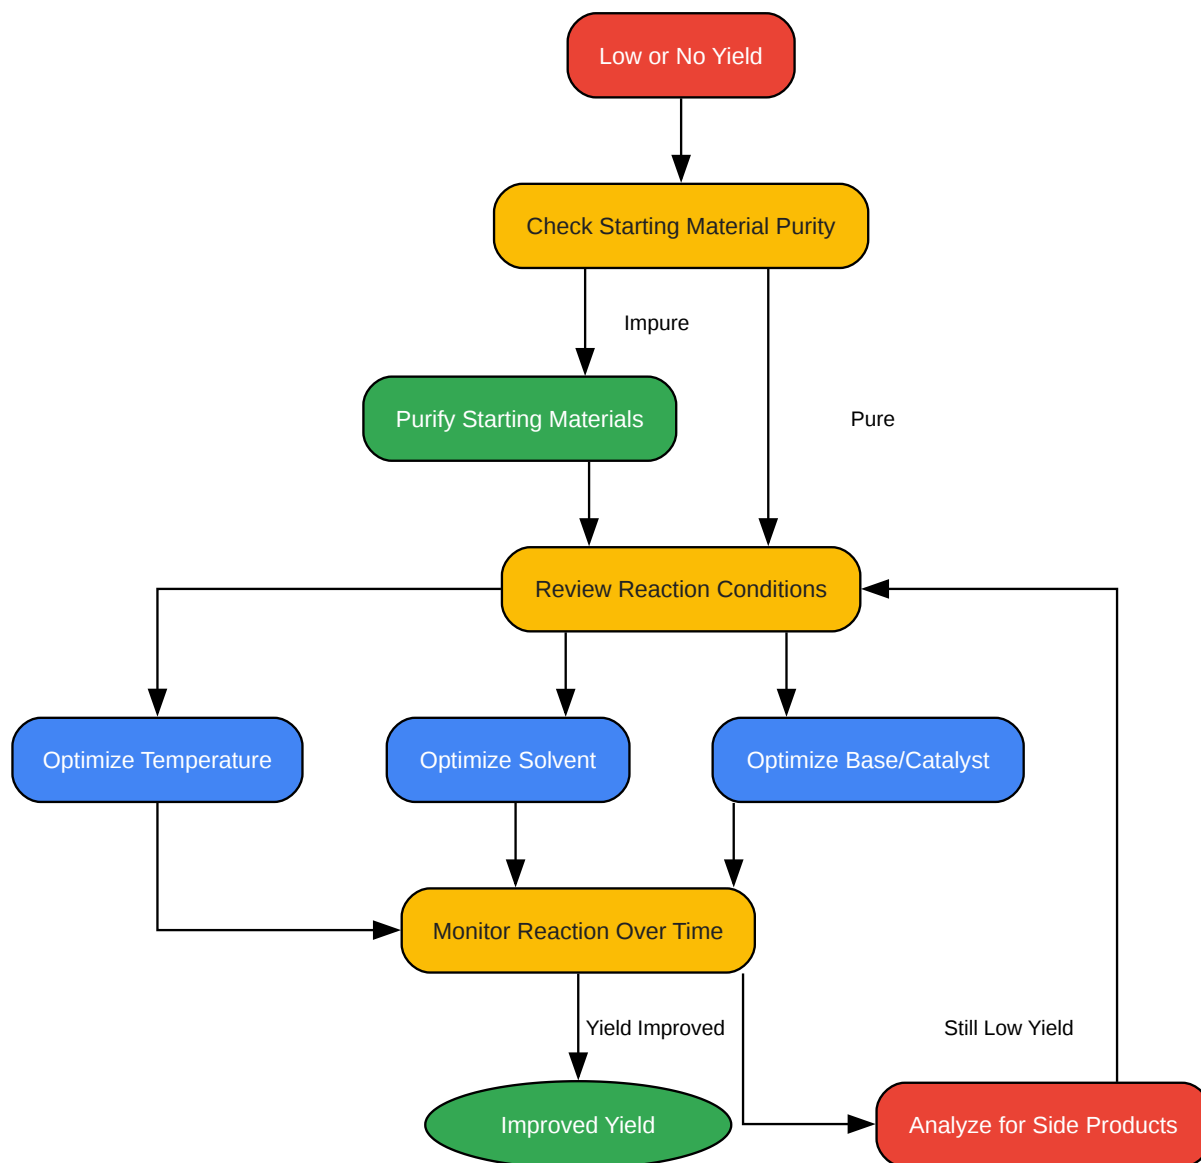 Low or No Yield
Check Starting Material Purity
Impure
Purify Starting Materials
Pure
Review Reaction Conditions
Optimize Temperature
Optimize Solvent
Optimize Base/Catalyst
Monitor Reaction Over Time
Yield Improved
Still Low Yield
Improved Yield
Analyze for Side Products